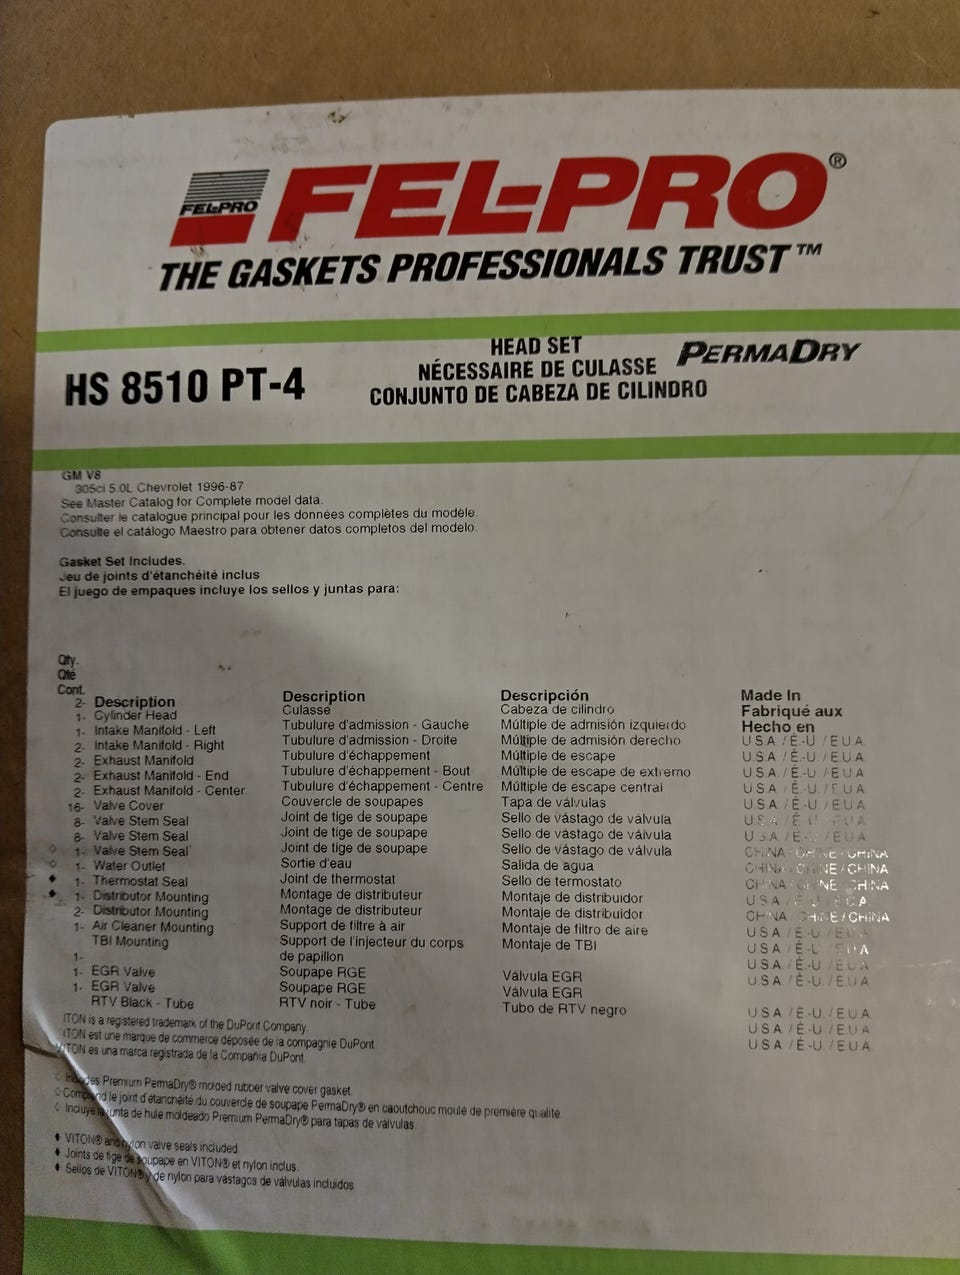 FEL-PRO
FEL-PRO®
THE GASKETS PROFESSIONALS TRUST™
HS 8510 PT-4
HEAD SET
NÉCESSAIRE DE CULASSE
CONJUNTO DE CABEZA DE CILINDRO
PERMADRY
GM V8
305ci 5.0L Chevrolet 1996-87
See Master Catalog for Complete model data.
Consulter le catalogue principal pour les données complètes du modèle.
Consulte el catálogo Maestro para obtener datos completos del modelo.
Gasket Set Includes.
Jeu de joints d'étanchéité inclus
El juego de empaques incluye los sellos y juntas para:
Qty.
Qté
Cont.
2- Description Description Descripción Made In
1- Cylinder Head Culasse Cabeza de cilindro Fabriqué aux
1- Intake Manifold - Left Tubulure d'admission - Gauche Múltiple de admisión izquierdo Hecho en
2- Intake Manifold - Right Tubulure d'admission - Droite Múltiple de admisión derecho U.S.A. / É.-U. / E.U.A.
2- Exhaust Manifold Tubulure d'échappement Múltiple de escape U.S.A. / É.-U. / E.U.A.
2- Exhaust Manifold - End Tubulure d'échappement - Bout Múltiple de escape de extremo U.S.A. / É.-U. / E.U.A.
2- Exhaust Manifold - Center Tubulure d'échappement - Centre Múltiple de escape central U.S.A. / É.-U. / E.U.A.
16- Valve Cover Couvercle de soupapes Tapa de válvulas U.S.A. / É.-U. / E.U.A.
8- Valve Stem Seal Joint de tige de soupape Sello de vástago de válvula U.S.A. / É.-U. / E.U.A.
8- Valve Stem Seal Joint de tige de soupape Sello de vástago de válvula U.S.A. / É.-U. / E.U.A.
◇ 1- Valve Stem Seal Joint de tige de soupape Sello de vástago de válvula CHINA / CHINE / CHINA
◇ 1- Water Outlet Sortie d'eau Salida de agua CHINA / CHINE / CHINA
♦ 1- Thermostat Seal Joint de thermostat Sello de termostato CHINA / CHINE / CHINA
♦ 1- Distributor Mounting Montage de distributeur Montaje de distribuidor U.S.A. / É.-U. / E.U.A.
2- Distributor Mounting Montage de distributeur Montaje de distribuidor CHINA / CHINE / CHINA
1- Air Cleaner Mounting Support de filtre à air Montaje de filtro de aire U.S.A. / É.-U. / E.U.A.
TBI Mounting Support de l'injecteur du corps Montaje de TBI U.S.A. / É.-U. / E.U.A.
1- de papillon U.S.A. / É.-U. / E.U.A.
1- EGR Valve Soupape RGE Válvula EGR U.S.A. / É.-U. / E.U.A.
1- EGR Valve Soupape RGE Válvula EGR U.S.A. / É.-U. / E.U.A.
RTV Black - Tube RTV noir - Tube Tubo de RTV negro U.S.A. / É.-U. / E.U.A.
U.S.A. / É.-U. / E.U.A.
ITON is a registered trademark of the DuPont Company.
ITON est une marque de commerce déposée de la compagnie DuPont.
VITON es una marca registrada de la Compañía DuPont.
◇ Includes Premium PermaDry® molded rubber valve cover gasket.
◇ Comprend le joint d'étanchéité du couvercle de soupape PermaDry® en caoutchouc moulé de première qualité
◇ Incluye la junta de hule moldeado Premium PermaDry® para tapas de válvulas.
♦ VITON® and nylon valve seals included
♦ Joints de tige de soupape en VITON® et nylon inclus.
♦ Sellos de VITON® y de nylon para vástagos de válvulas incluidos